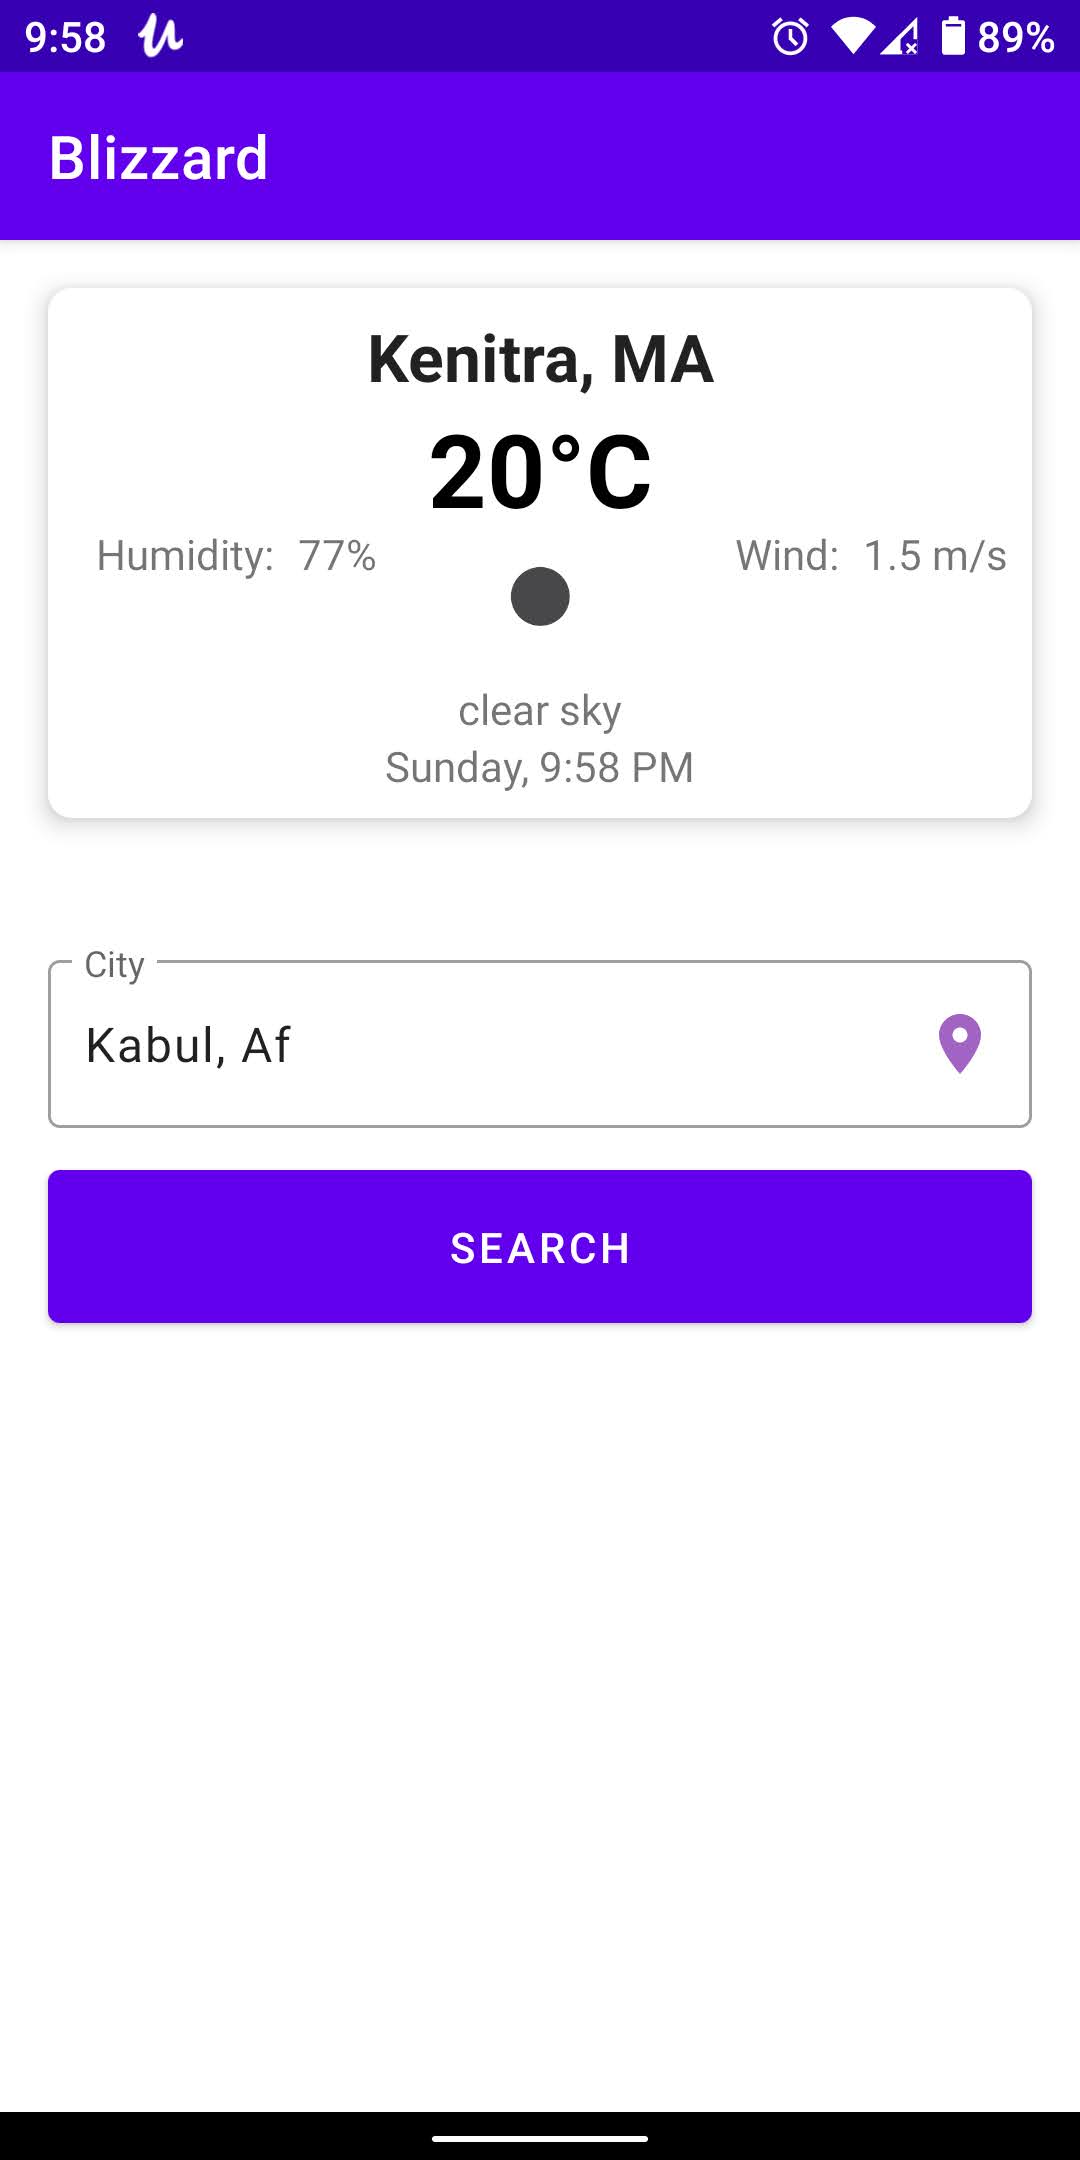 9:58 89%
Blizzard
Kenitra, MA
20°C
Humidity: 77% Wind: 1.5 m/s
clear sky
Sunday, 9:58 PM
City
Kabul, Af
SEARCH